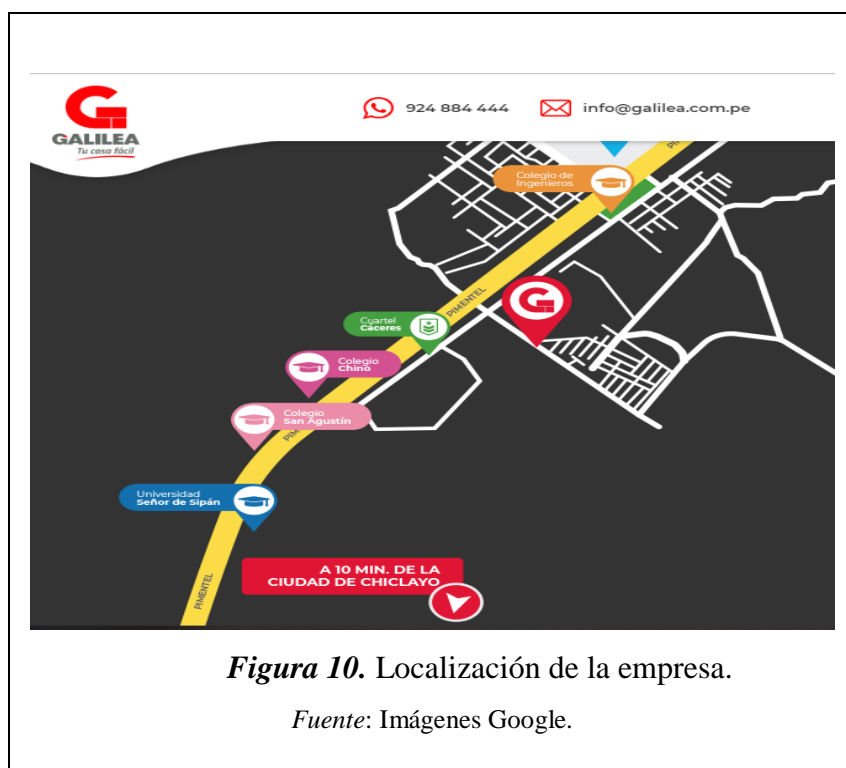 GALILEA
Tu casa fácil
924 884 444
info@galilea.com.pe
Colegio de
Ingenieros
PIMENTEL
Cuartel
Cáceres
Colegio
Chino
Colegio
San Agustín
Universidad
Señor de Sipán
PIMENTEL
A 10 MIN. DE LA
CIUDAD DE CHICLAYO
Figura 10. Localización de la empresa.
Fuente: Imágenes Google.